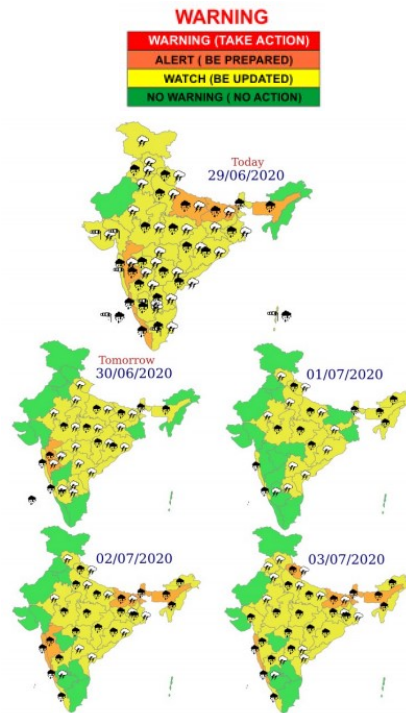 WARNING
WARNING (TAKE ACTION)
ALERT ( BE PREPARED)
WATCH (BE UPDATED)
NO WARNING ( NO ACTION)
Today
29/06/2020
Tomorrow
30/06/2020
01/07/2020
02/07/2020
03/07/2020